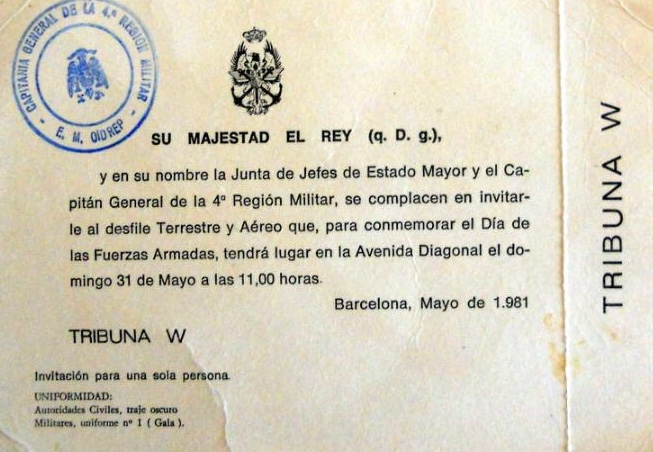 CAPITANIA GENERAL DE LA 4.ª REGION MILITAR
E. M. OIDREP
SU MAJESTAD EL REY (q. D. g.),
y en su nombre la Junta de Jefes de Estado Mayor y el Ca-
pitán General de la 4ª Región Militar, se complacen en invitar-
le al desfile Terrestre y Aéreo que, para conmemorar el Día de
las Fuerzas Armadas, tendrá lugar en la Avenida Diagonal el do-
mingo 31 de Mayo a las 11,00 horas.
Barcelona, Mayo de 1.981
TRIBUNA W
Invitación para una sola persona.
UNIFORMIDAD:
Autoridades Civiles, traje oscuro
Militares, uniforme nº 1 ( Gala ).
TRIBUNA W